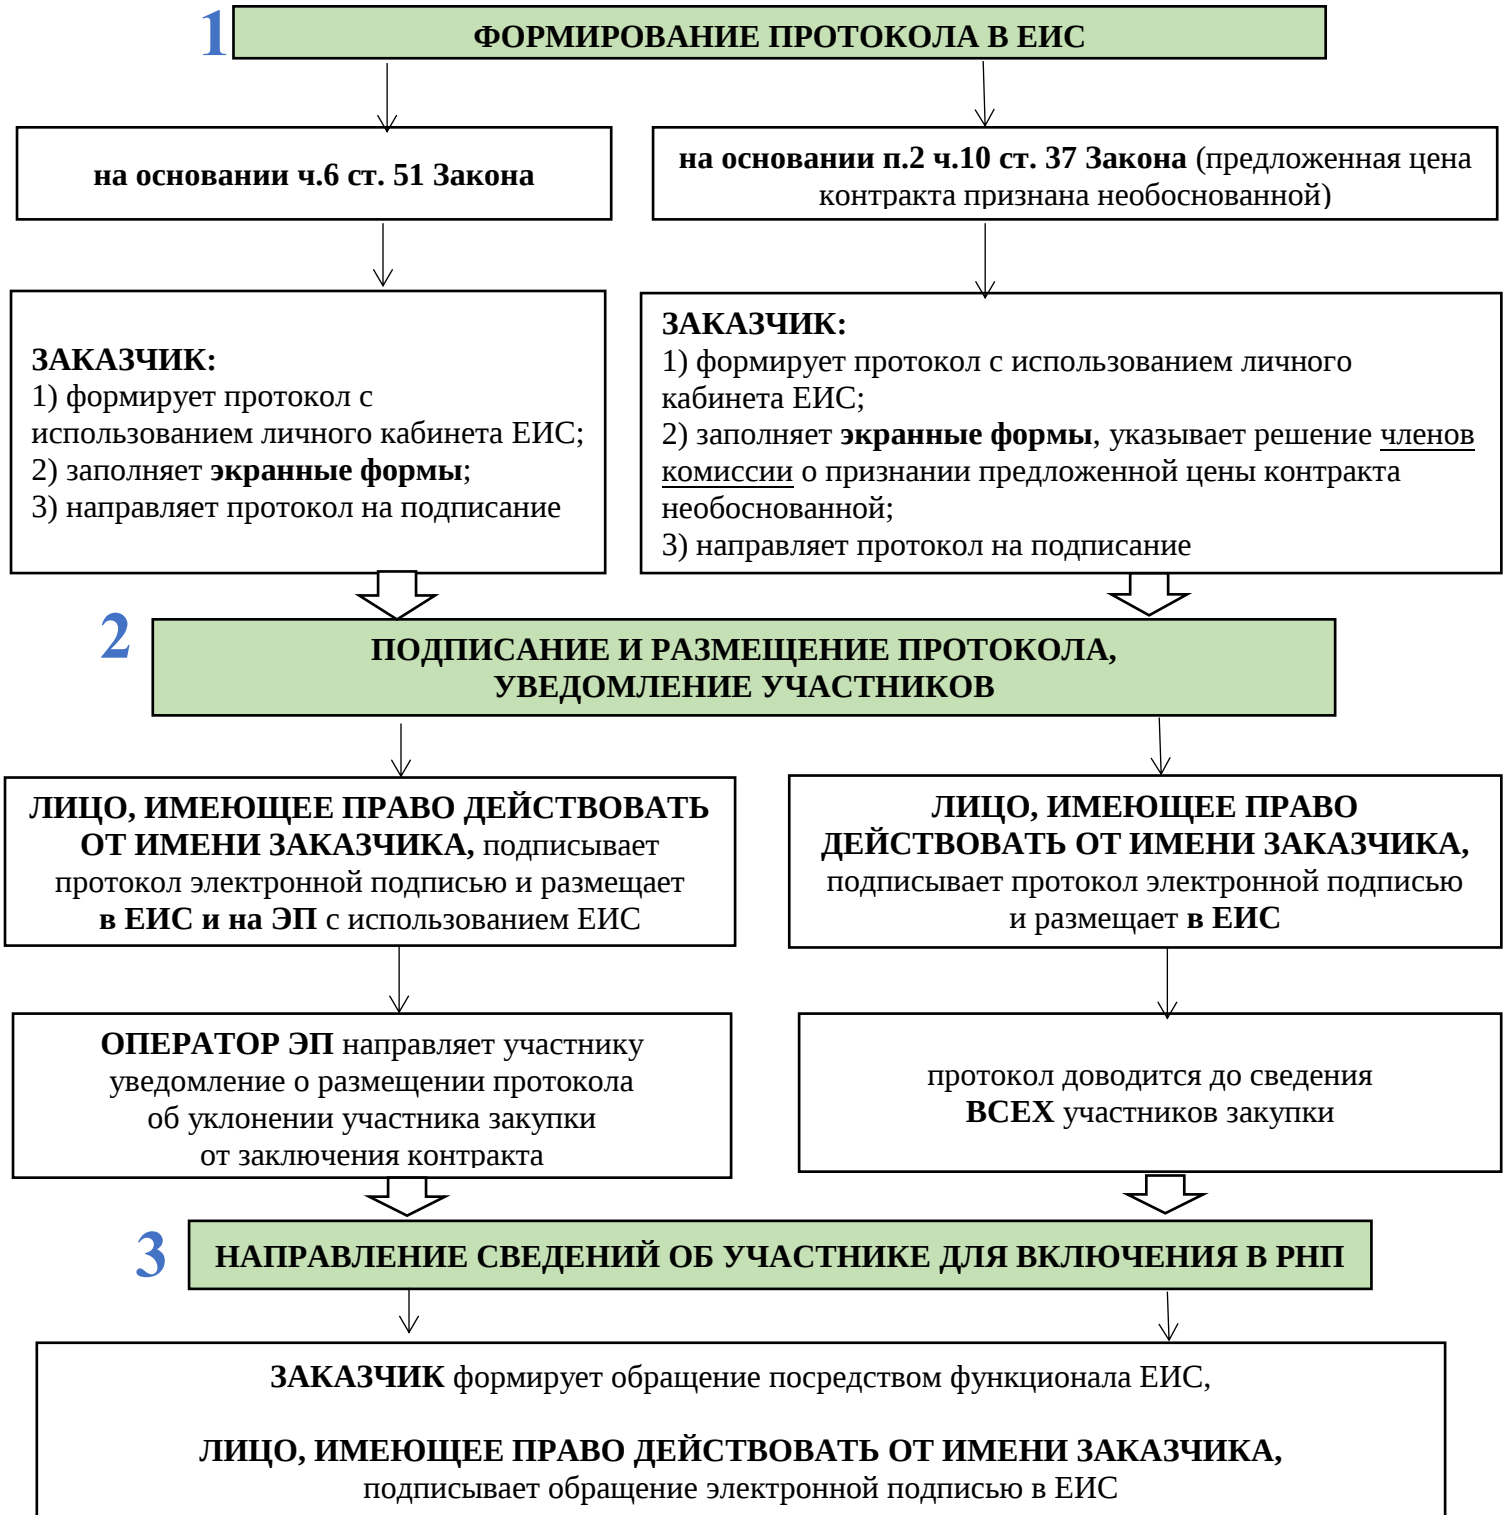 1
ФОРМИРОВАНИЕ ПРОТОКОЛА В ЕИС
на основании ч.6 ст. 51 Закона
на основании п.2 ч.10 ст. 37 Закона (предложенная цена
контракта признана необоснованной)
ЗАКАЗЧИК:
1) формирует протокол с
использованием личного кабинета ЕИС;
2) заполняет экранные формы;
3) направляет протокол на подписание
ЗАКАЗЧИК:
1) формирует протокол с использованием личного
кабинета ЕИС;
2) заполняет экранные формы, указывает решение членов
комиссии о признании предложенной цены контракта
необоснованной;
3) направляет протокол на подписание
2
ПОДПИСАНИЕ И РАЗМЕЩЕНИЕ ПРОТОКОЛА,
УВЕДОМЛЕНИЕ УЧАСТНИКОВ
ЛИЦО, ИМЕЮЩЕЕ ПРАВО ДЕЙСТВОВАТЬ
ОТ ИМЕНИ ЗАКАЗЧИКА, подписывает
протокол электронной подписью и размещает
в ЕИС и на ЭП с использованием ЕИС
ЛИЦО, ИМЕЮЩЕЕ ПРАВО
ДЕЙСТВОВАТЬ ОТ ИМЕНИ ЗАКАЗЧИКА,
подписывает протокол электронной подписью
и размещает в ЕИС
ОПЕРАТОР ЭП направляет участнику
уведомление о размещении протокола
об уклонении участника закупки
от заключения контракта
протокол доводится до сведения
ВСЕХ участников закупки
3
НАПРАВЛЕНИЕ СВЕДЕНИЙ ОБ УЧАСТНИКЕ ДЛЯ ВКЛЮЧЕНИЯ В РНП
ЗАКАЗЧИК формирует обращение посредством функционала ЕИС,
ЛИЦО, ИМЕЮЩЕЕ ПРАВО ДЕЙСТВОВАТЬ ОТ ИМЕНИ ЗАКАЗЧИКА,
подписывает обращение электронной подписью в ЕИС